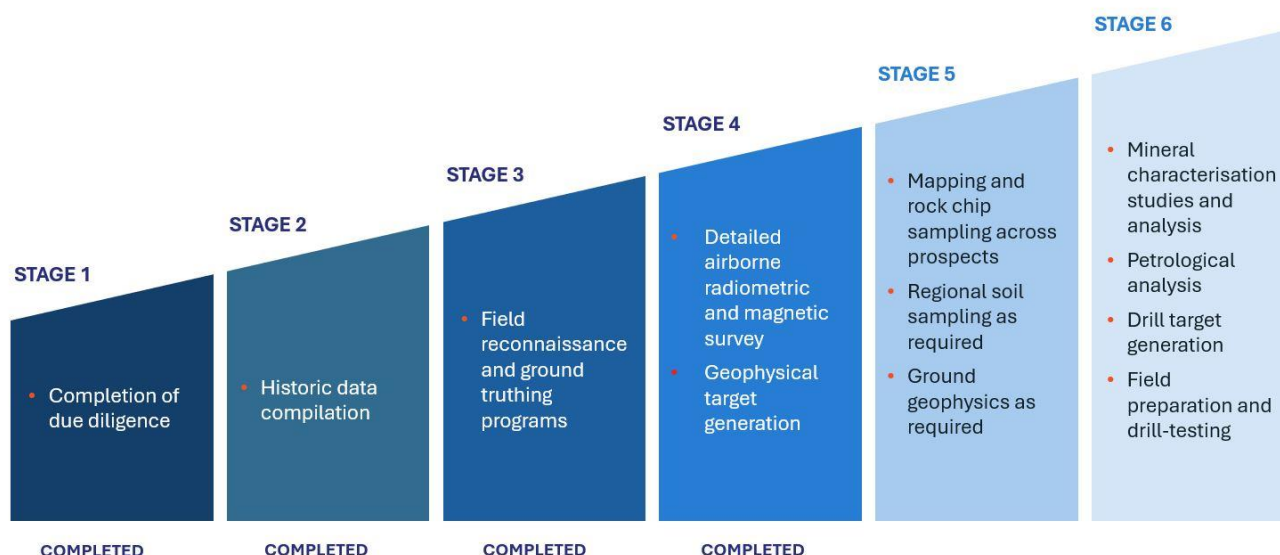 STAGE 1
• Completion of
due diligence
COMPLETED
STAGE 2
• Historic data
compilation
COMPLETED
STAGE 3
• Field
reconnaissance
and ground
truthing
programs
COMPLETED
STAGE 4
• Detailed
airborne
radiometric
and magnetic
survey
• Geophysical
target
generation
COMPLETED
STAGE 5
• Mapping and
rock chip
sampling across
prospects
• Regional soil
sampling as
required
• Ground
geophysics as
required
STAGE 6
• Mineral
characterisation
studies and
analysis
• Petrological
analysis
• Drill target
generation
• Field
preparation and
drill-testing